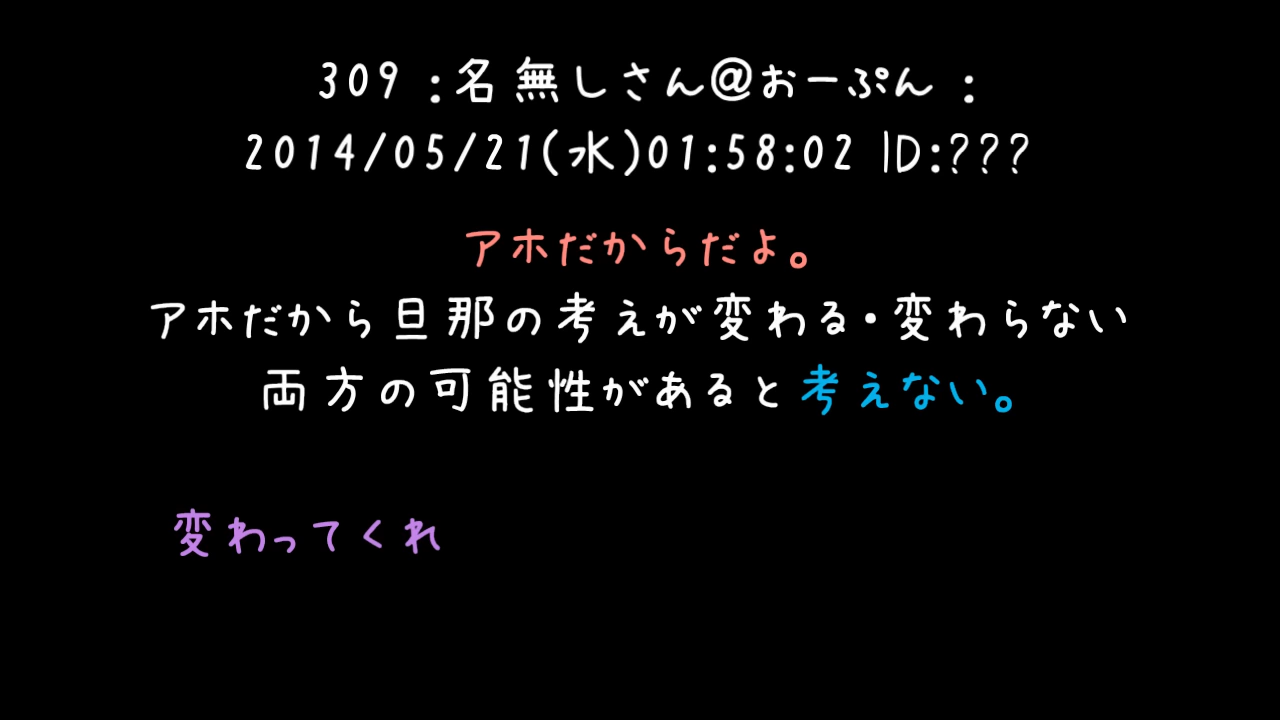 309 :名無しさん@おーぷん :
2014/05/21(水)01:58:02 ID:???
アホだからだよ。
アホだから旦那の考えが変わる・変わらない
両方の可能性があると考えない。
変わってくれ